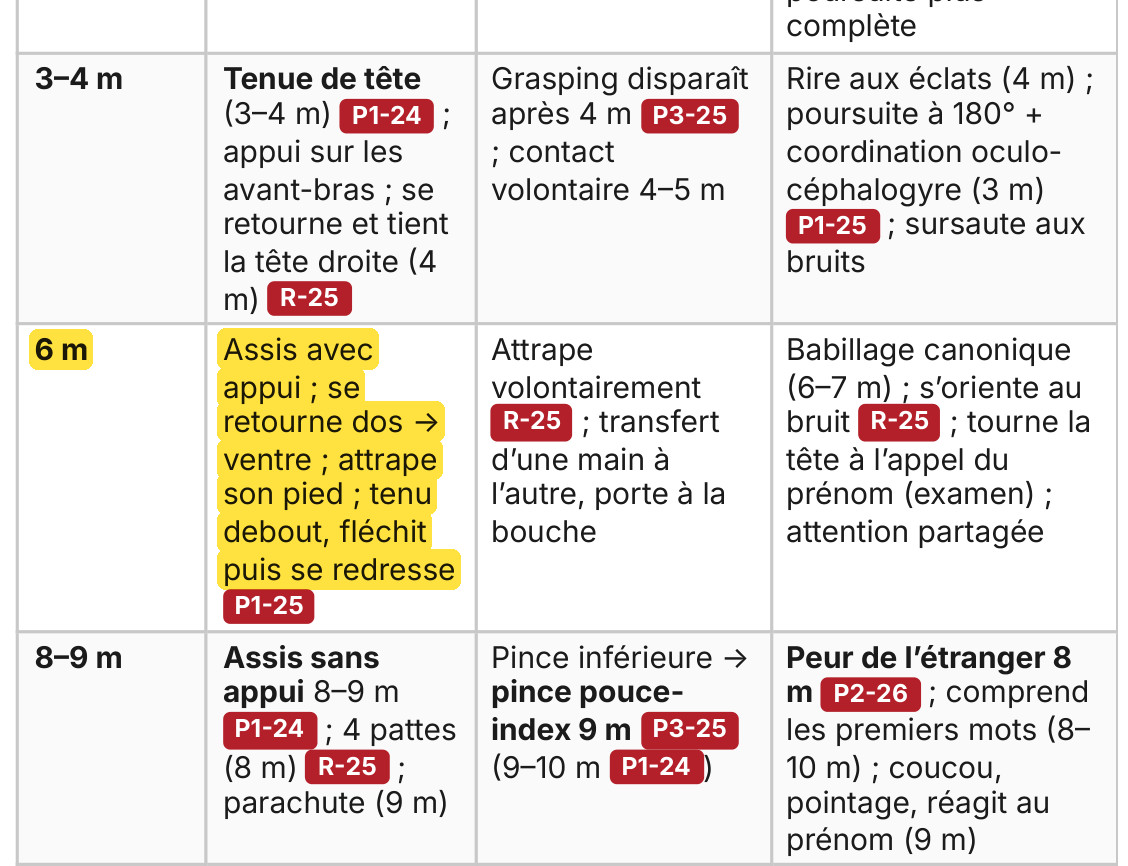 complète
3–4 m
Tenue de tête
(3–4 m) P1-24 ;
appui sur les
avant-bras ; se
retourne et tient
la tête droite (4
m) R-25
Grasping disparaît
après 4 m P3-25
; contact
volontaire 4–5 m
Rire aux éclats (4 m) ;
poursuite à 180° +
coordination oculo-
céphalogyre (3 m)
P1-25 ; sursaute aux
bruits
6 m
Assis avec
appui ; se
retourne dos →
ventre ; attrape
son pied ; tenu
debout, fléchit
puis se redresse
P1-25
Attrape
volontairement
R-25 ; transfert
d’une main à
l’autre, porte à la
bouche
Babillage canonique
(6–7 m) ; s’oriente au
bruit R-25 ; tourne la
tête à l’appel du
prénom (examen) ;
attention partagée
8–9 m
Assis sans
appui 8–9 m
P1-24 ; 4 pattes
(8 m) R-25 ;
parachute (9 m)
Pince inférieure →
pince pouce-
index 9 m P3-25
(9–10 m P1-24)
Peur de l’étranger 8
m P2-26 ; comprend
les premiers mots (8–
10 m) ; coucou,
pointage, réagit au
prénom (9 m)